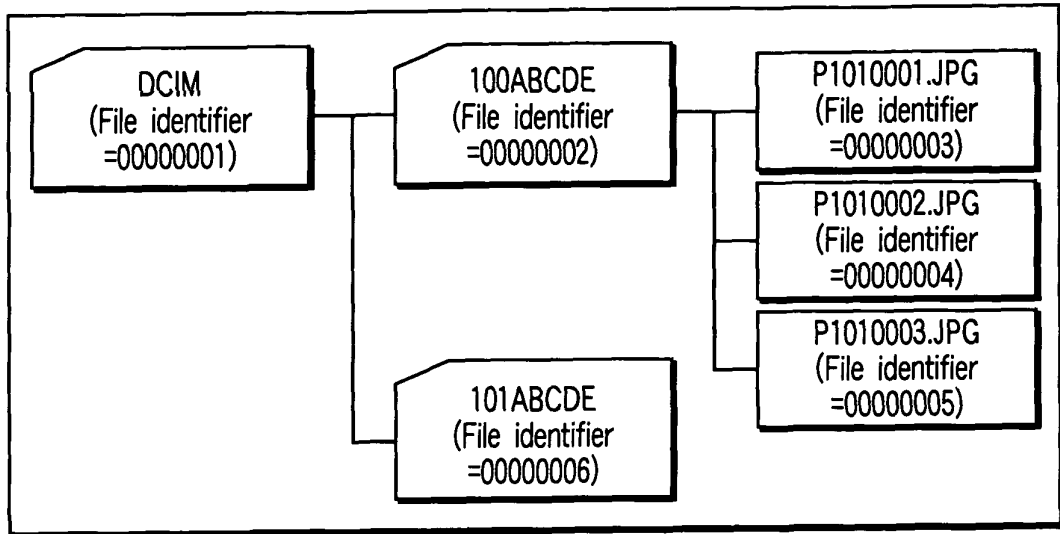 DCIM
(File identifier
=00000001)
100ABCDE
(File identifier
=00000002)
P1010001.JPG
(File identifier
=00000003)
P1010002.JPG
(File identifier
=00000004)
P1010003.JPG
(File identifier
=00000005)
101ABCDE
(File identifier
=00000006)